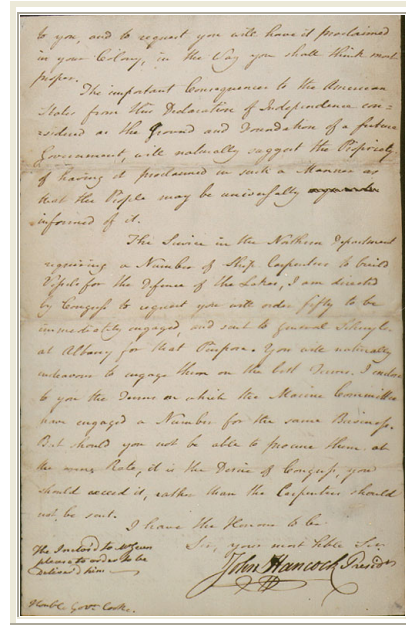 to you, and to request you will have it proclaimed
in your Colony, in the Way you shall think most
proper.
The important Consequences to the American
States from this Declaration of Independence con=
sidered as the Ground and Foundation of a future
Government, will naturally suggest the Propriety
of having it proclaimed in such a Manner as
that the People may be universally
informed of it.
The Service in the Northern Department
requiring a Number of Ship Carpenters to build
Vessels for the Defence of the Lakes, I am directed
by Congress to request you will order fifty to be
immediately engaged, and sent to General Schuyler
at Albany for that Purpose. You will naturally
endeavour to engage them on the best Terms. I enclose
to you the Terms on which the Marine Committee
have engaged a Number for the same Business.
But should you not be able to procure them at
the same Rate, it is the Desire of Congress you
should exceed it, rather than the Carpenters should
not be sent.
I have the Honour to be
Sir, your most hble Ser.
John Hancock Presidt
The Inclos'd to
please to order to be
deliver'd him
Honble Govr. Cooke.